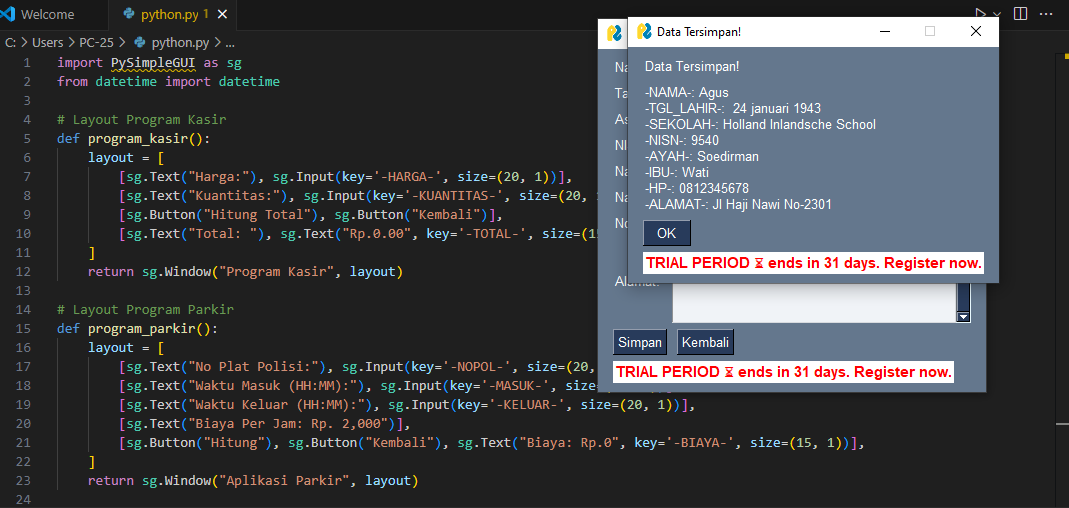 Welcome
python.py 1
C: > Users > PC-25 > python.py > ...
1 import PySimpleGUI as sg
2 from datetime import datetime
3
4 # Layout Program Kasir
5 def program_kasir():
6 layout = [
7 [sg.Text("Harga:"), sg.Input(key='-HARGA-', size=(20, 1))],
8 [sg.Text("Kuantitas:"), sg.Input(key='-KUANTITAS-', size=(20,
9 [sg.Button("Hitung Total"), sg.Button("Kembali")],
10 [sg.Text("Total: "), sg.Text("Rp.0.00", key='-TOTAL-', size=(15
11 ]
12 return sg.Window("Program Kasir", layout)
13
14 # Layout Program Parkir
15 def program_parkir():
16 layout = [
17 [sg.Text("No Plat Polisi:"), sg.Input(key='-NOPOL-', size=(20,
18 [sg.Text("Waktu Masuk (HH:MM):"), sg.Input(key='-MASUK-', size=
19 [sg.Text("Waktu Keluar (HH:MM):"), sg.Input(key='-KELUAR-', size=(20, 1))],
20 [sg.Text("Biaya Per Jam: Rp. 2,000")],
21 [sg.Button("Hitung"), sg.Button("Kembali"), sg.Text("Biaya: Rp.0", key='-BIAYA-', size=(15, 1))],
22 ]
23 return sg.Window("Aplikasi Parkir", layout)
24
Data Tersimpan!
Data Tersimpan!
-NAMA-: Agus
-TGL_LAHIR-:  24 januari 1943
-SEKOLAH-: Holland Inlandsche School
-NISN-: 9540
-AYAH-: Soedirman
-IBU-: Wati
-HP-: 0812345678
-ALAMAT-: Jl Haji Nawi No-2301
OK
TRIAL PERIOD ⌛ ends in 31 days. Register now.
Na
Ta
As
NI
Na
Na
No
Alamat:
Simpan Kembali
TRIAL PERIOD ⌛ ends in 31 days. Register now.